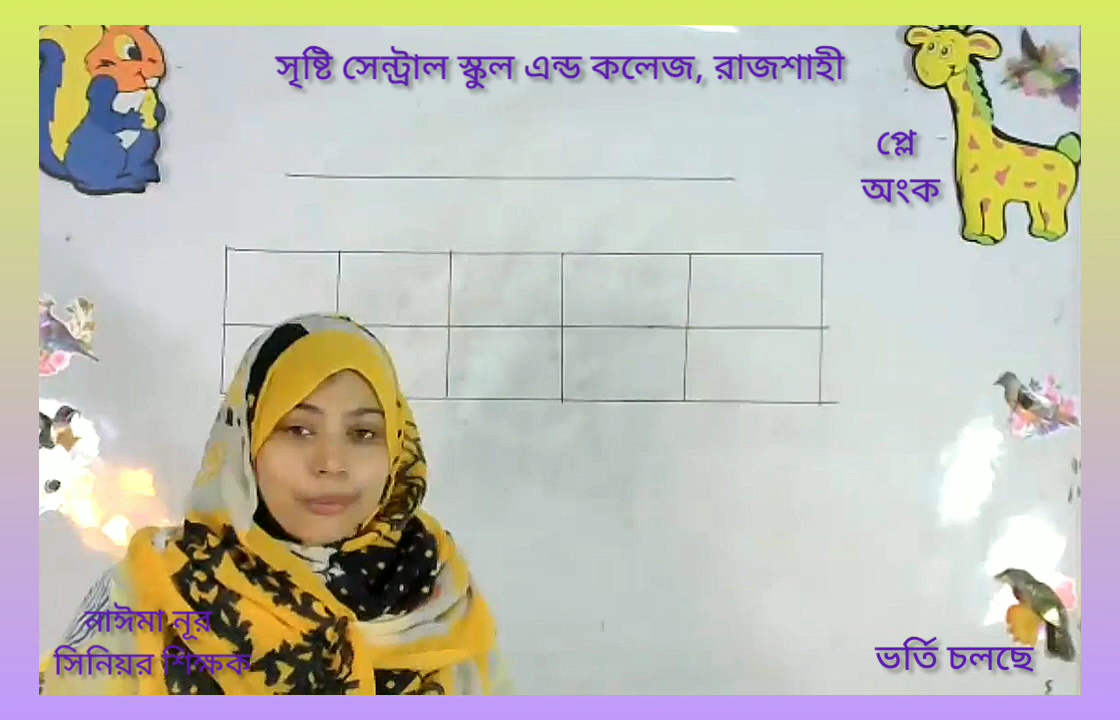 সৃষ্টি সেন্ট্রাল স্কুল এন্ড কলেজ, রাজশাহী
প্লে
অংক
নাঈমা নূর
সিনিয়র শিক্ষক
ভর্তি চলছে